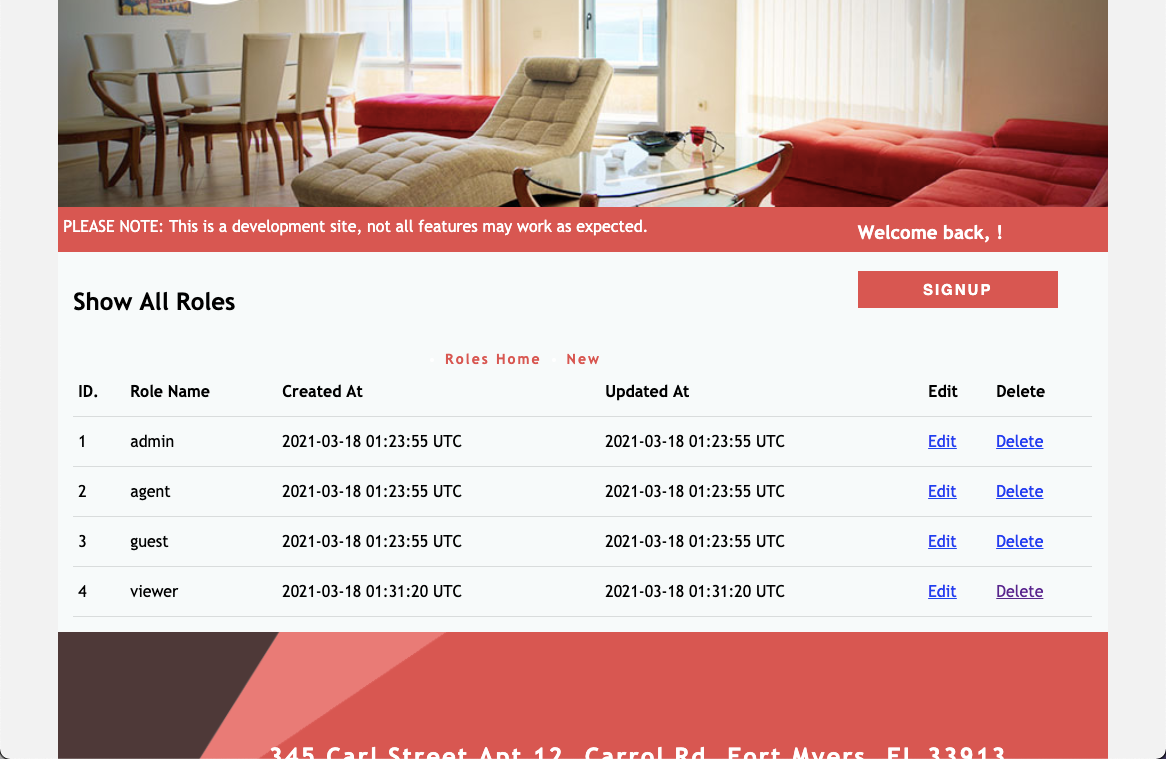 PLEASE NOTE: This is a development site, not all features may work as expected.
Welcome back, !
SIGNUP
Show All Roles
Roles Home New
ID. Role Name Created At Updated At Edit Delete
1 admin 2021-03-18 01:23:55 UTC 2021-03-18 01:23:55 UTC Edit Delete
2 agent 2021-03-18 01:23:55 UTC 2021-03-18 01:23:55 UTC Edit Delete
3 guest 2021-03-18 01:23:55 UTC 2021-03-18 01:23:55 UTC Edit Delete
4 viewer 2021-03-18 01:31:20 UTC 2021-03-18 01:31:20 UTC Edit Delete
345 Carl Street Apt 12, Carrol Rd, Fort Myers, FL 33913